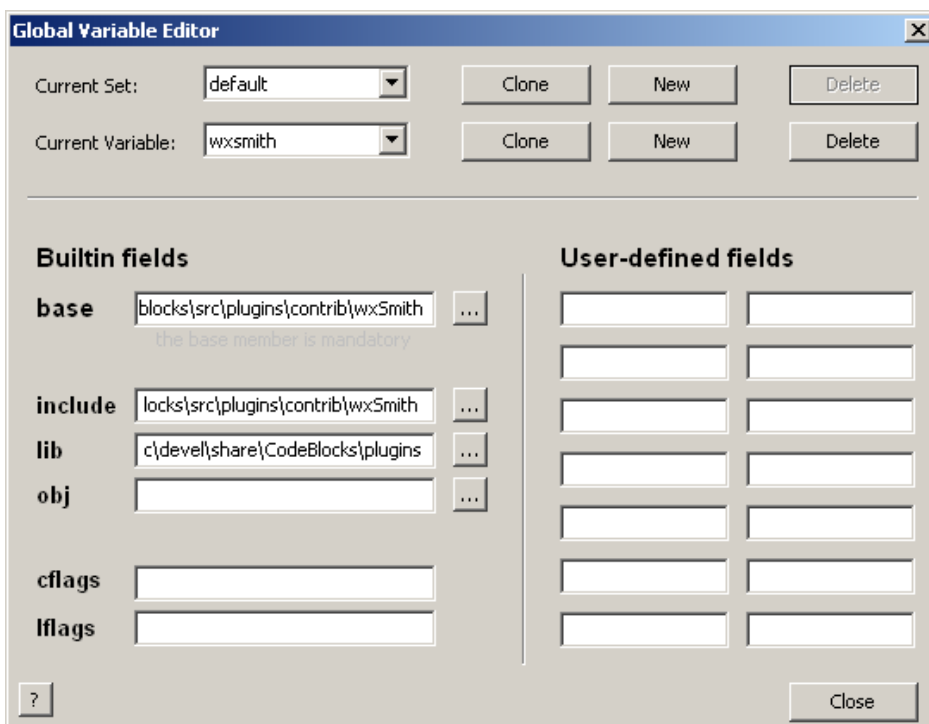 Global Variable Editor
Current Set: default Clone New Delete
Current Variable: wxsmith Clone New Delete
Builtin fields
User-defined fields
base blocks\src\plugins\contrib\wxSmith ...
the base member is mandatory
include locks\src\plugins\contrib\wxSmith ...
lib c\devel\share\CodeBlocks\plugins ...
obj ...
cflags
lflags
? Close